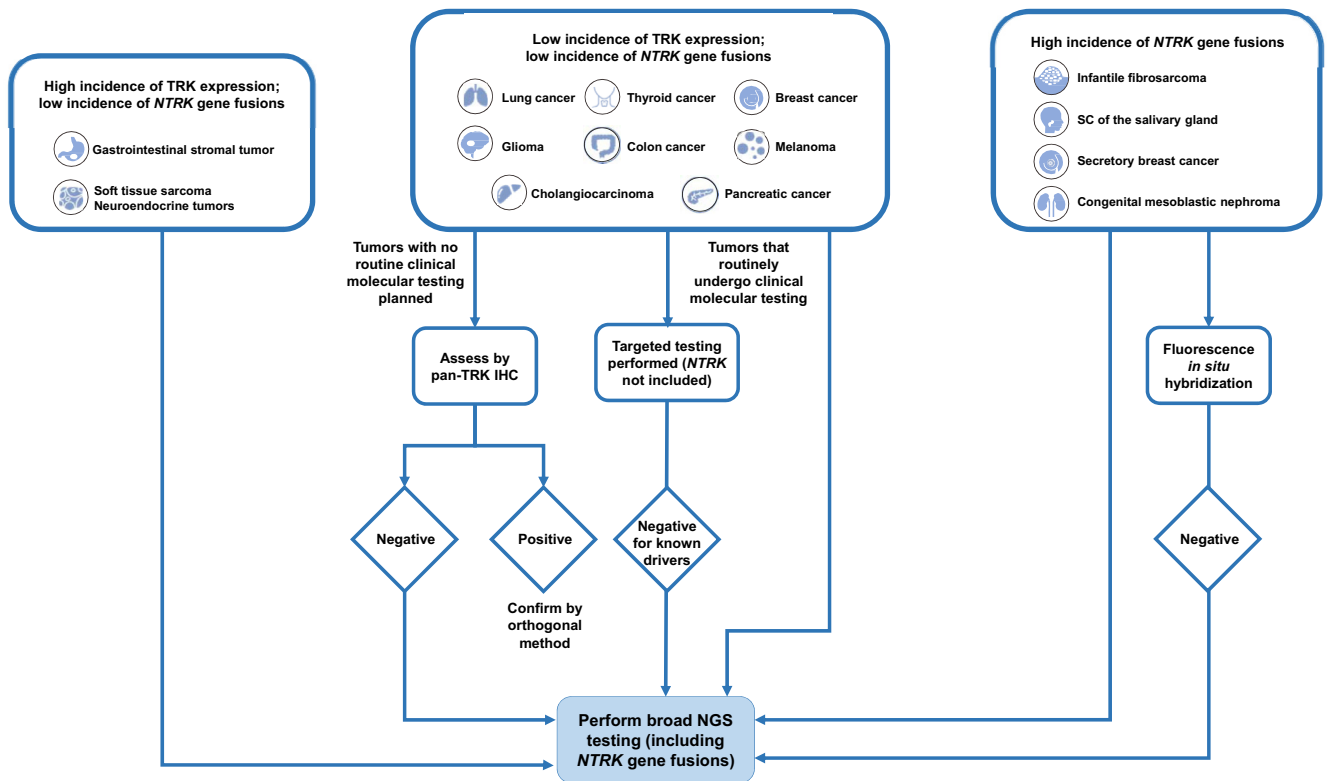 High incidence of TRK expression;
low incidence of NTRK gene fusions
Gastrointestinal stromal tumor
Soft tissue sarcoma
Neuroendocrine tumors
Low incidence of TRK expression;
low incidence of NTRK gene fusions
Lung cancer
Thyroid cancer
Breast cancer
Glioma
Colon cancer
Melanoma
Cholangiocarcinoma
Pancreatic cancer
High incidence of NTRK gene fusions
Infantile fibrosarcoma
SC of the salivary gland
Secretory breast cancer
Congenital mesoblastic nephroma
Tumors with no
routine clinical
molecular testing
planned
Tumors that
routinely
undergo clinical
molecular testing
Assess by
pan-TRK IHC
Targeted testing
performed (NTRK
not included)
Fluorescence
in situ
hybridization
Negative
Positive
Negative
for known
drivers
Negative
Confirm by
orthogonal
method
Perform broad NGS
testing (including
NTRK gene fusions)